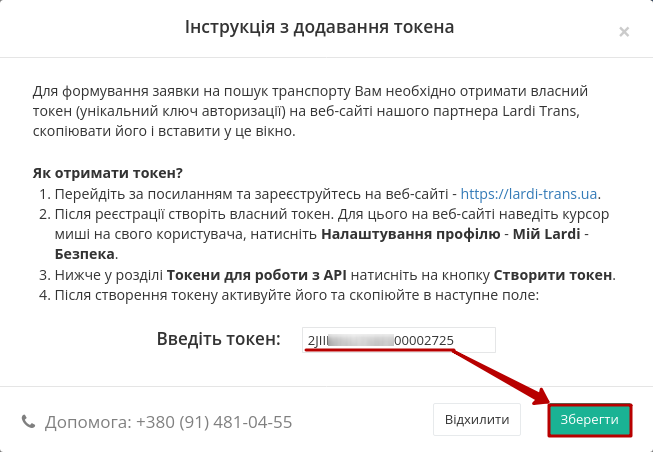 Інструкція з додавання токена
×
Для формування заявки на пошук транспорту Вам необхідно отримати власний
токен (унікальний ключ авторизації) на веб-сайті нашого партнера Lardi Trans,
скопіювати його і вставити у це вікно.
Як отримати токен?
1. Перейдіть за посиланням та зареєструйтесь на веб-сайті - https://lardi-trans.ua.
2. Після реєстрації створіть власний токен. Для цього на веб-сайті наведіть курсор
миші на свого користувача, натисніть Налаштування профілю - Мій Lardi -
Безпека.
3. Нижче у розділі Токени для роботи з API натисніть на кнопку Створити токен.
4. Після створення токену активуйте його та скопіюйте в наступне поле:
Введіть токен: 00002725
Допомога: +380 (91) 481-04-55 Відхилити Зберегти